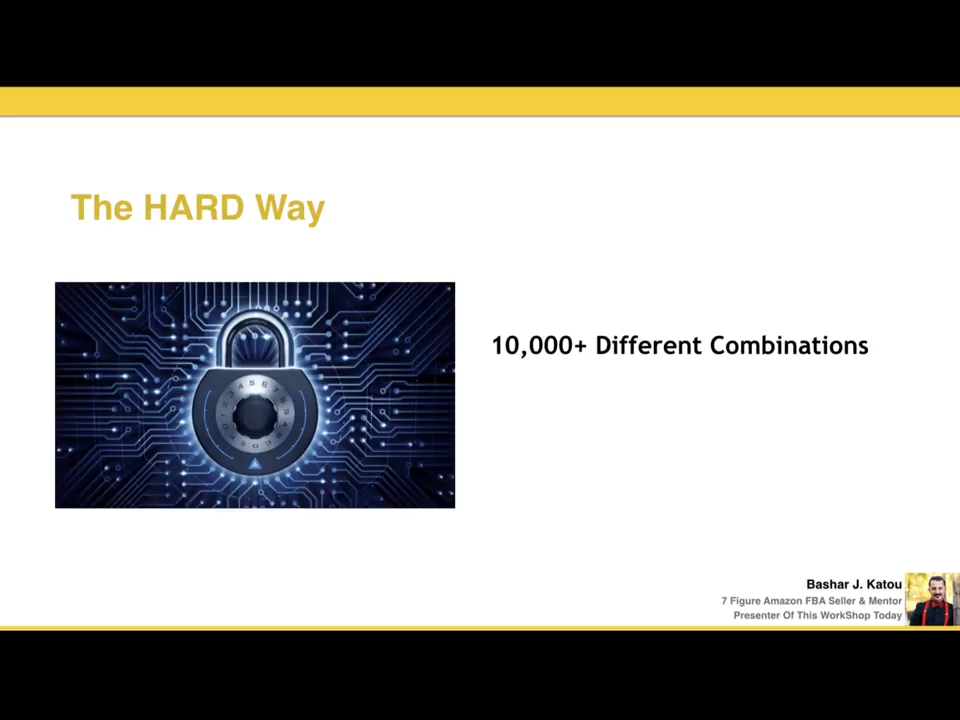 The HARD Way
10,000+ Different Combinations
Bashar J. Katou
7 Figure Amazon FBA Seller & Mentor
Presenter Of This WorkShop Today